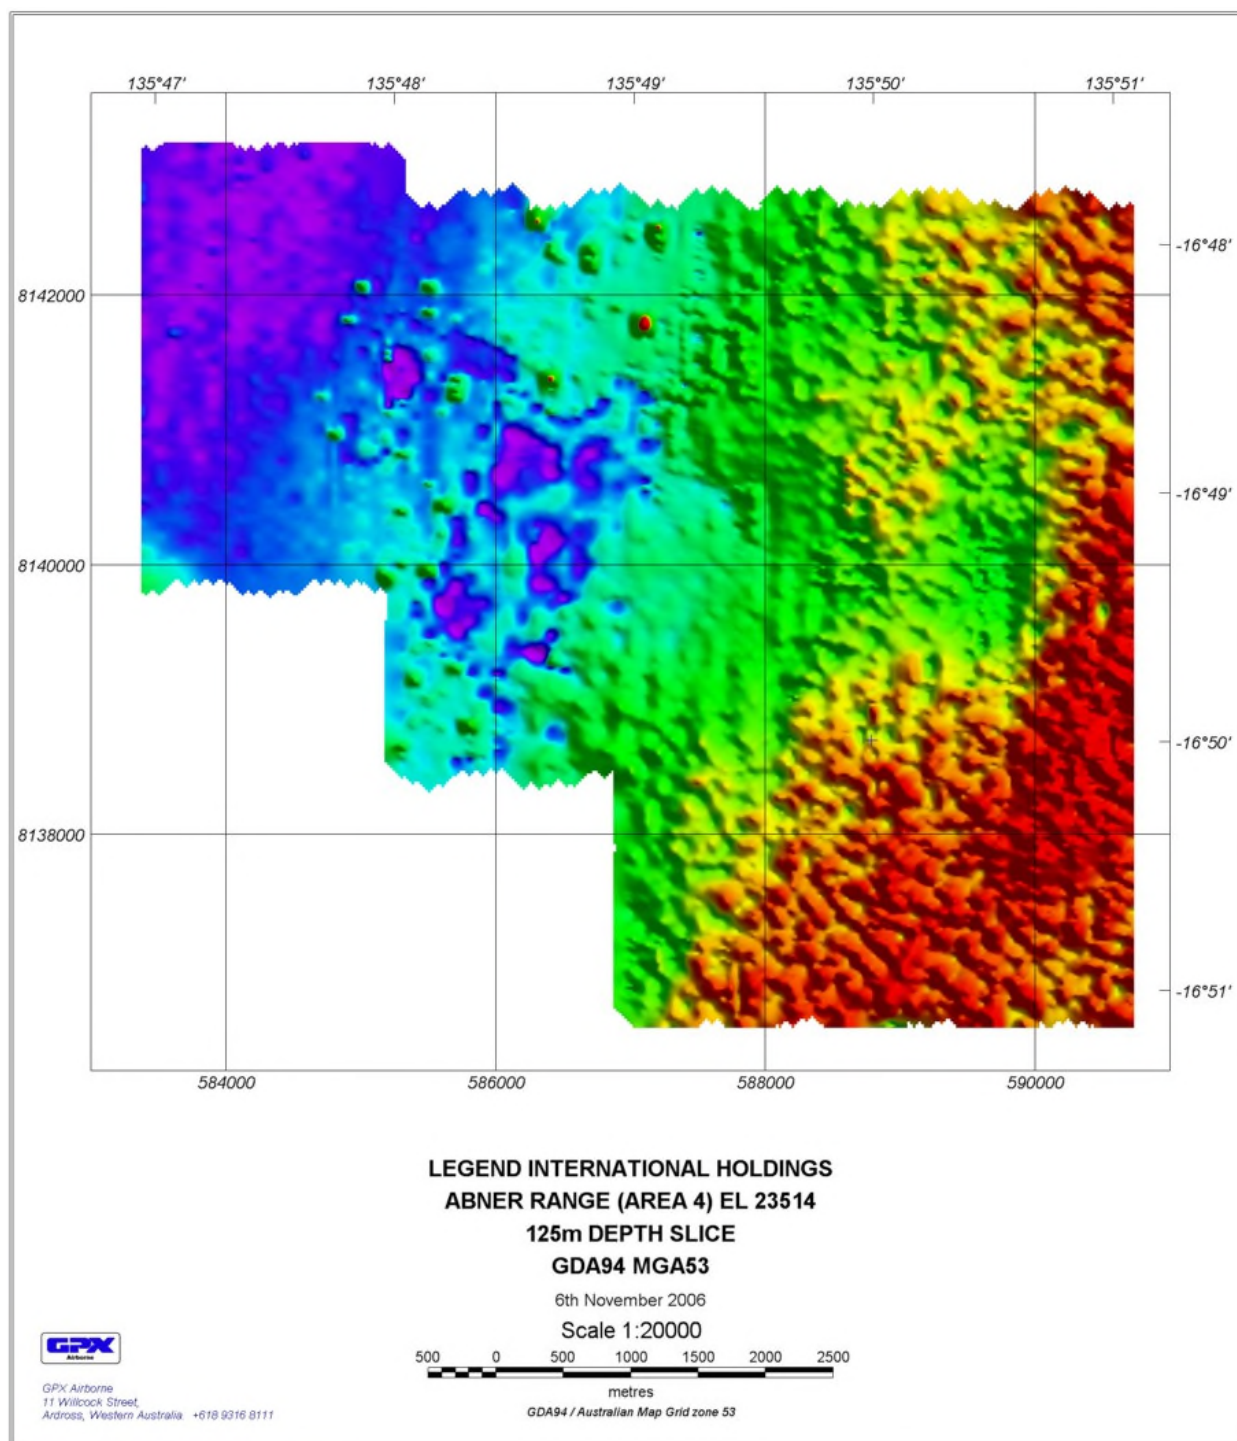 135°47' 135°48' 135°49' 135°50' 135°51'
-16°48'
8142000
-16°49'
8140000
-16°50'
8138000
-16°51'
584000 586000 588000 590000
LEGEND INTERNATIONAL HOLDINGS
ABNER RANGE (AREA 4) EL 23514
125m DEPTH SLICE
GDA94 MGA53
6th November 2006
Scale 1:20000
500 0 500 1000 1500 2000 2500
metres
GDA94 / Australian Map Grid zone 53
GPX
Airborne
GPX Airborne
11 Willcock Street,
Ardross, Western Australia +618 9316 8111